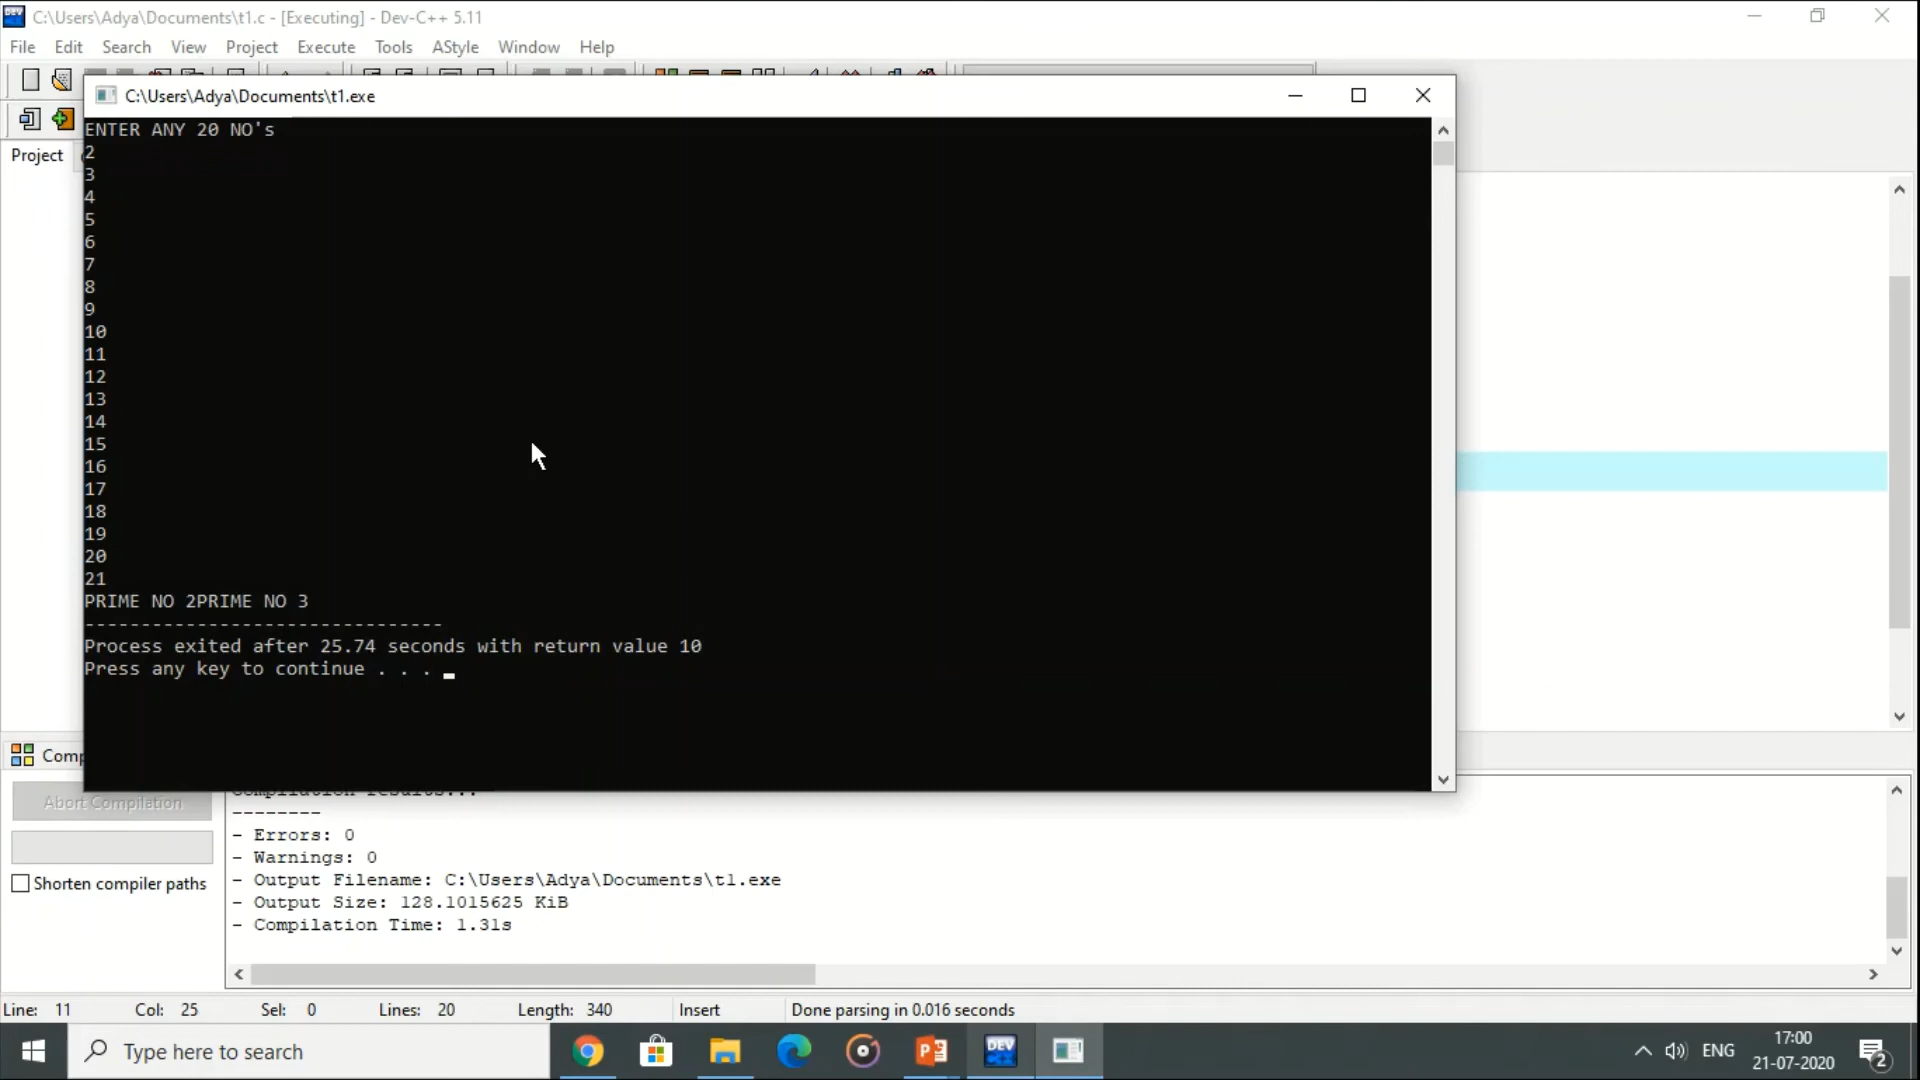 C:\Users\Adya\Documents\t1.c - [Executing] - Dev-C++ 5.11
File Edit Search View Project Execute Tools AStyle Window Help
C:\Users\Adya\Documents\t1.exe
Project
ENTER ANY 20 NO's
2
3
4
5
6
7
8
9
10
11
12
13
14
15
16
17
18
19
20
21
PRIME NO 2PRIME NO 3
--------------------------------
Process exited after 25.74 seconds with return value 10
Press any key to continue . . .
Comp
Abort Compilation
Shorten compiler paths
Compilation results...
--------
- Errors: 0
- Warnings: 0
- Output Filename: C:\Users\Adya\Documents\t1.exe
- Output Size: 128.1015625 KiB
- Compilation Time: 1.31s
Line: 11 Col: 25 Sel: 0 Lines: 20 Length: 340 Insert Done parsing in 0.016 seconds
Type here to search
DEV
ENG
17:00
21-07-2020
2